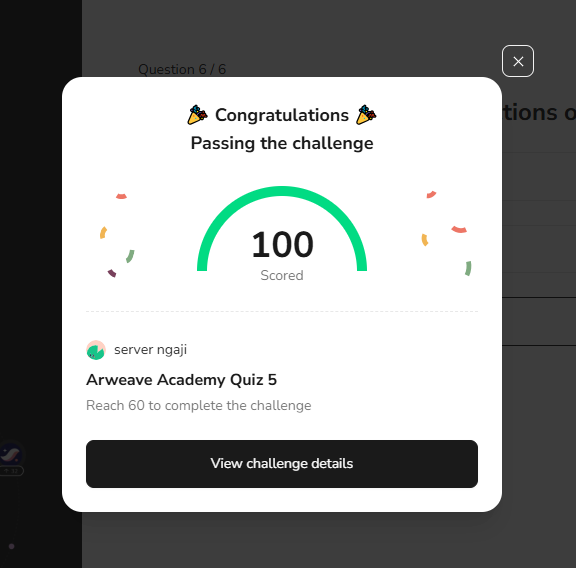 Question 6 / 6
Congratulations
Passing the challenge
tions o
100
Scored
server ngaji
Arweave Academy Quiz 5
Reach 60 to complete the challenge
View challenge details